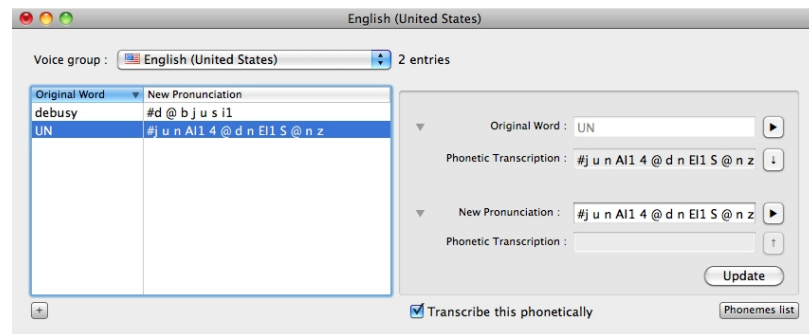 English (United States)
Voice group : English (United States) 2 entries
Original Word New Pronunciation
debusy #d @ b j u s i1
UN #j u n AI1 4 @ d n EI1 S @ n z
Original Word : UN
Phonetic Transcription : #j u n AI1 4 @ d n EI1 S @ n z
New Pronunciation : #j u n AI1 4 @ d n EI1 S @ n z
Phonetic Transcription :
Update
+ Transcribe this phonetically Phonemes list